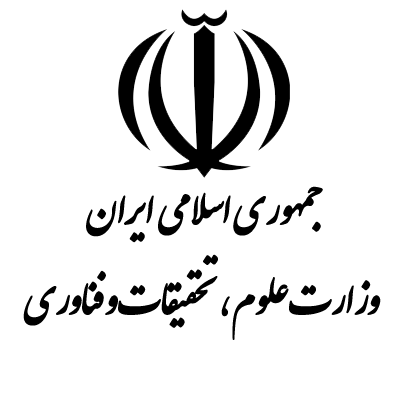 جمهوری اسلامی ایران
وزارت علوم، تحقیقات و فناوری